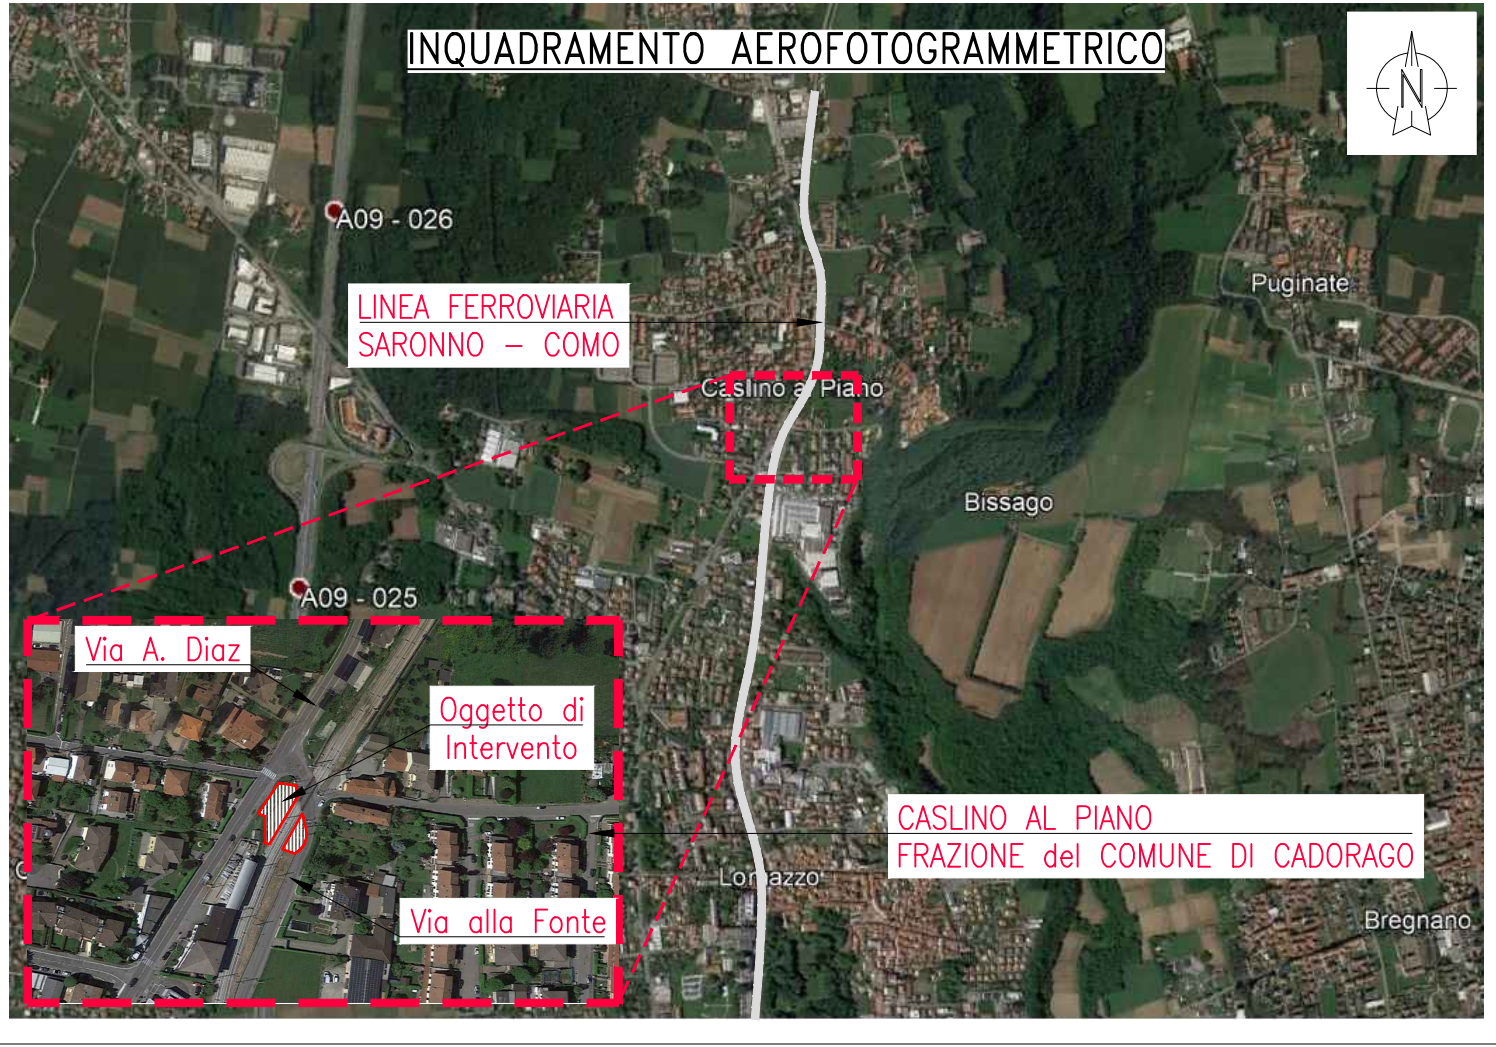 INQUADRAMENTO AEROFOTOGRAMMETRICO
N
A09 - 026
Puginate
LINEA FERROVIARIA
SARONNO – COMO
Caslino al Piano
Bissago
A09 - 025
Via A. Diaz
Oggetto di
Intervento
CASLINO AL PIANO
FRAZIONE del COMUNE DI CADORAGO
Lomazzo
Via alla Fonte
Bregnano